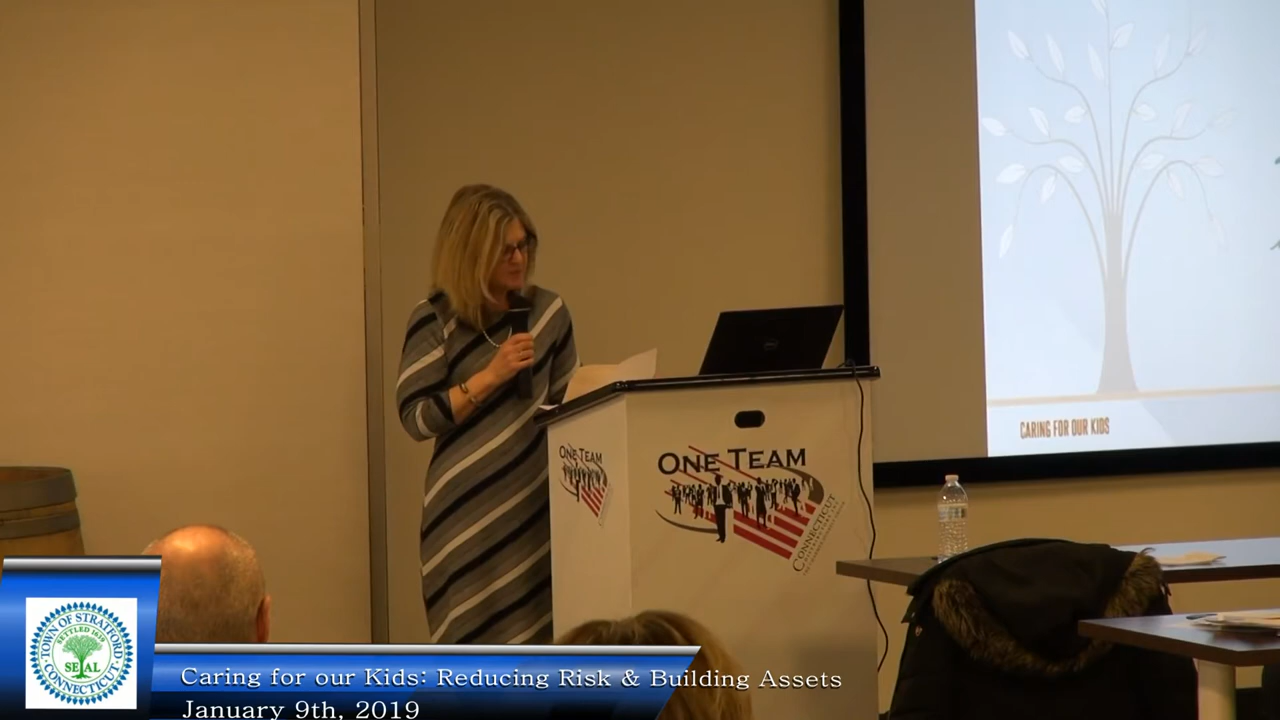 CARING FOR OUR KIDS
ONE TEAM
ONE TEAM
CONNECTICUT
TOWN OF STRATFORD
SETTLED 1639
SEAL
CONNECTICUT
Caring for our Kids: Reducing Risk & Building Assets
January 9th, 2019